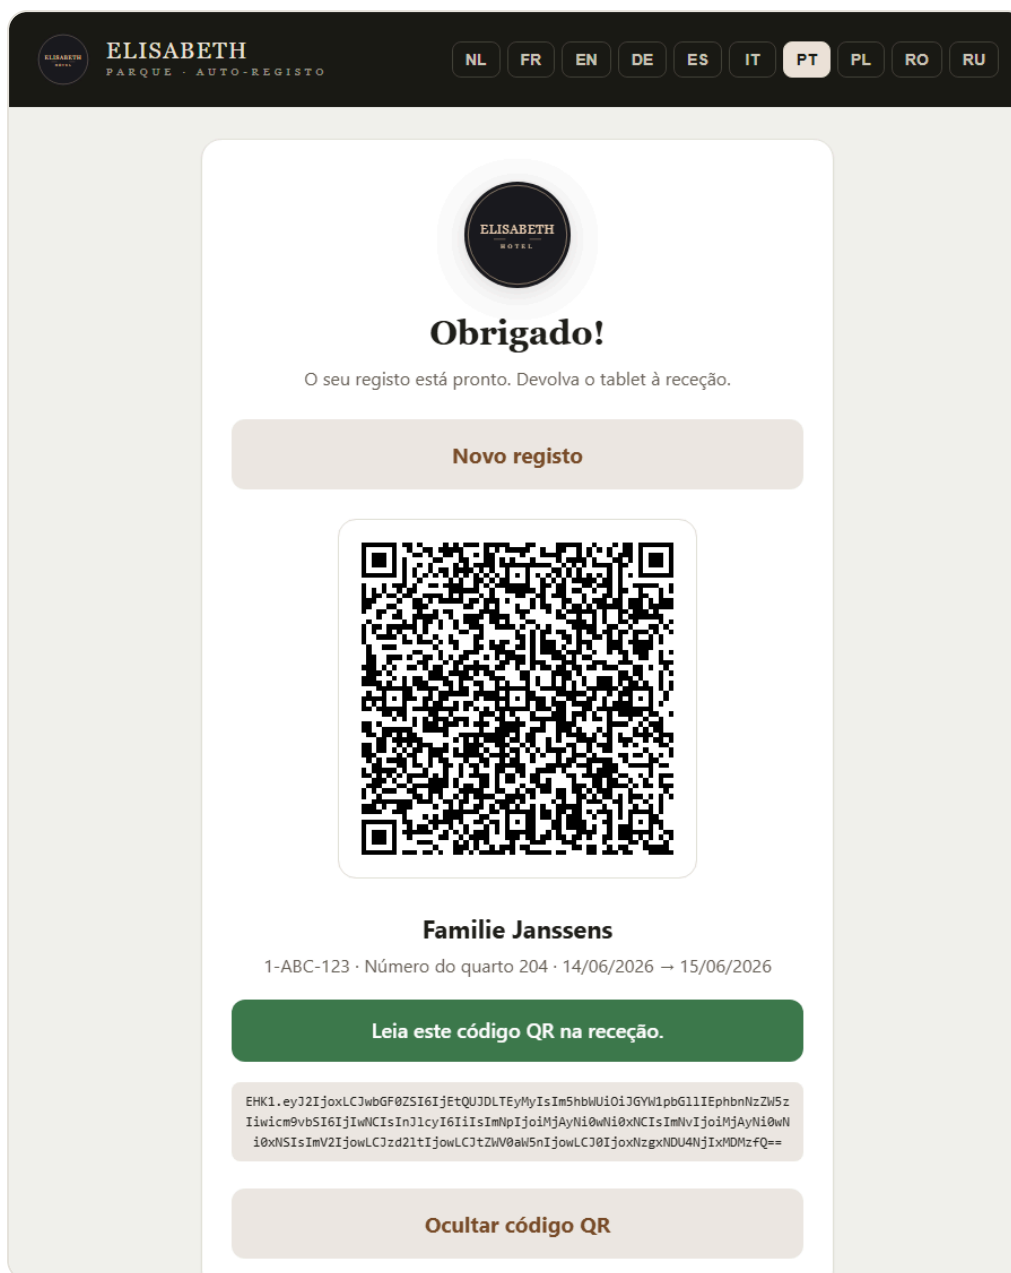 ELISABETH
HOTEL
ELISABETH
PARQUE · AUTO-REGISTO
NL FR EN DE ES IT PT PL RO RU
ELISABETH
HOTEL
Obrigado!
O seu registo está pronto. Devolva o tablet à receção.
Novo registo
Familie Janssens
1-ABC-123 · Número do quarto 204 · 14/06/2026 → 15/06/2026
Leia este código QR na receção.
EHK1.eyJ2IjoxLCJwbGF0ZSI6IjEtQUJDLTEyMyIsIm5hbWUiOiJGYW1pbGllIEphbnNzZW5z
Iiwicm9vbSI6IjIwNCIsInJlcyI6IiIsImNpIjoiMjAyNi0wNi0xNCIsImNvIjoiMjAyNi0wN
i0xNSIsImV2IjowLCJzd2ltIjowLCJtZWV0aW5nIjowLCJ0IjoxNzgxNDU4NjIxMDMzfQ==
Ocultar código QR